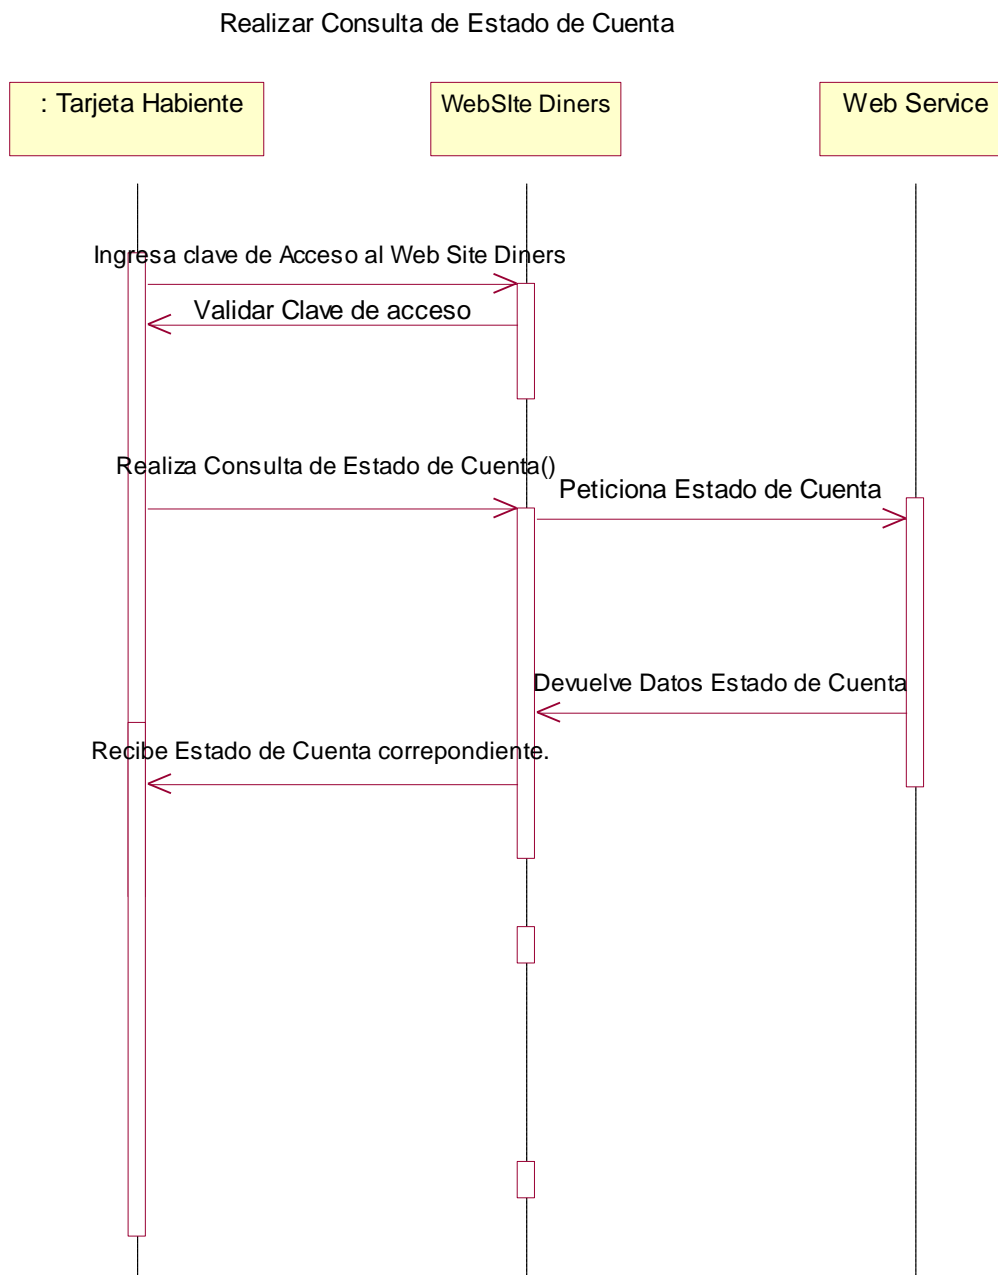 Realizar Consulta de Estado de Cuenta
: Tarjeta Habiente
WebSIte Diners
Web Service
Ingresa clave de Acceso al Web Site Diners
Validar Clave de acceso
Realiza Consulta de Estado de Cuenta()
Peticiona Estado de Cuenta
Devuelve Datos Estado de Cuenta
Recibe Estado de Cuenta correpondiente.